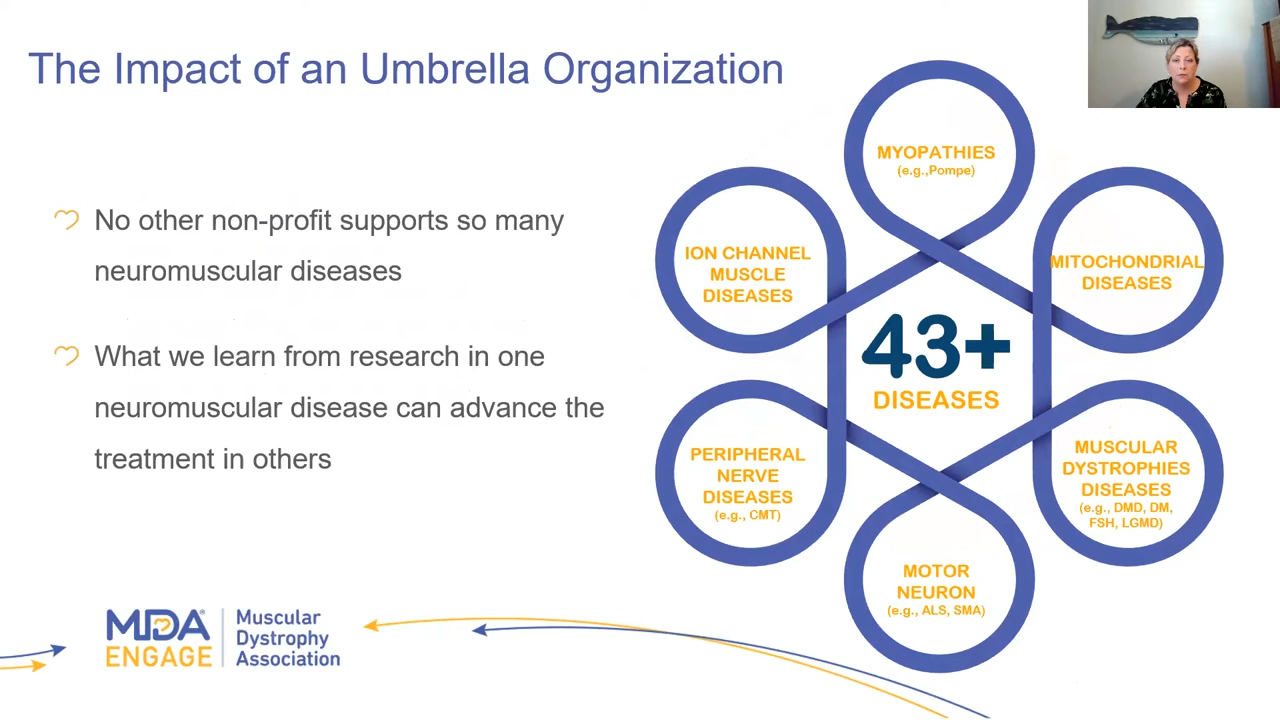 The Impact of an Umbrella Organization
No other non-profit supports so many
neuromuscular diseases
What we learn from research in one
neuromuscular disease can advance the
treatment in others
MYOPATHIES
(e.g.,Pompe)
ION CHANNEL
MUSCLE
DISEASES
MITOCHONDRIAL
DISEASES
43+
DISEASES
PERIPHERAL
NERVE
DISEASES
(e.g., CMT)
MUSCULAR
DYSTROPHIES
DISEASES
(e.g., DMD, DM,
FSH, LGMD)
MOTOR
NEURON
(e.g., ALS, SMA)
MDA®
ENGAGE
Muscular
Dystrophy
Association